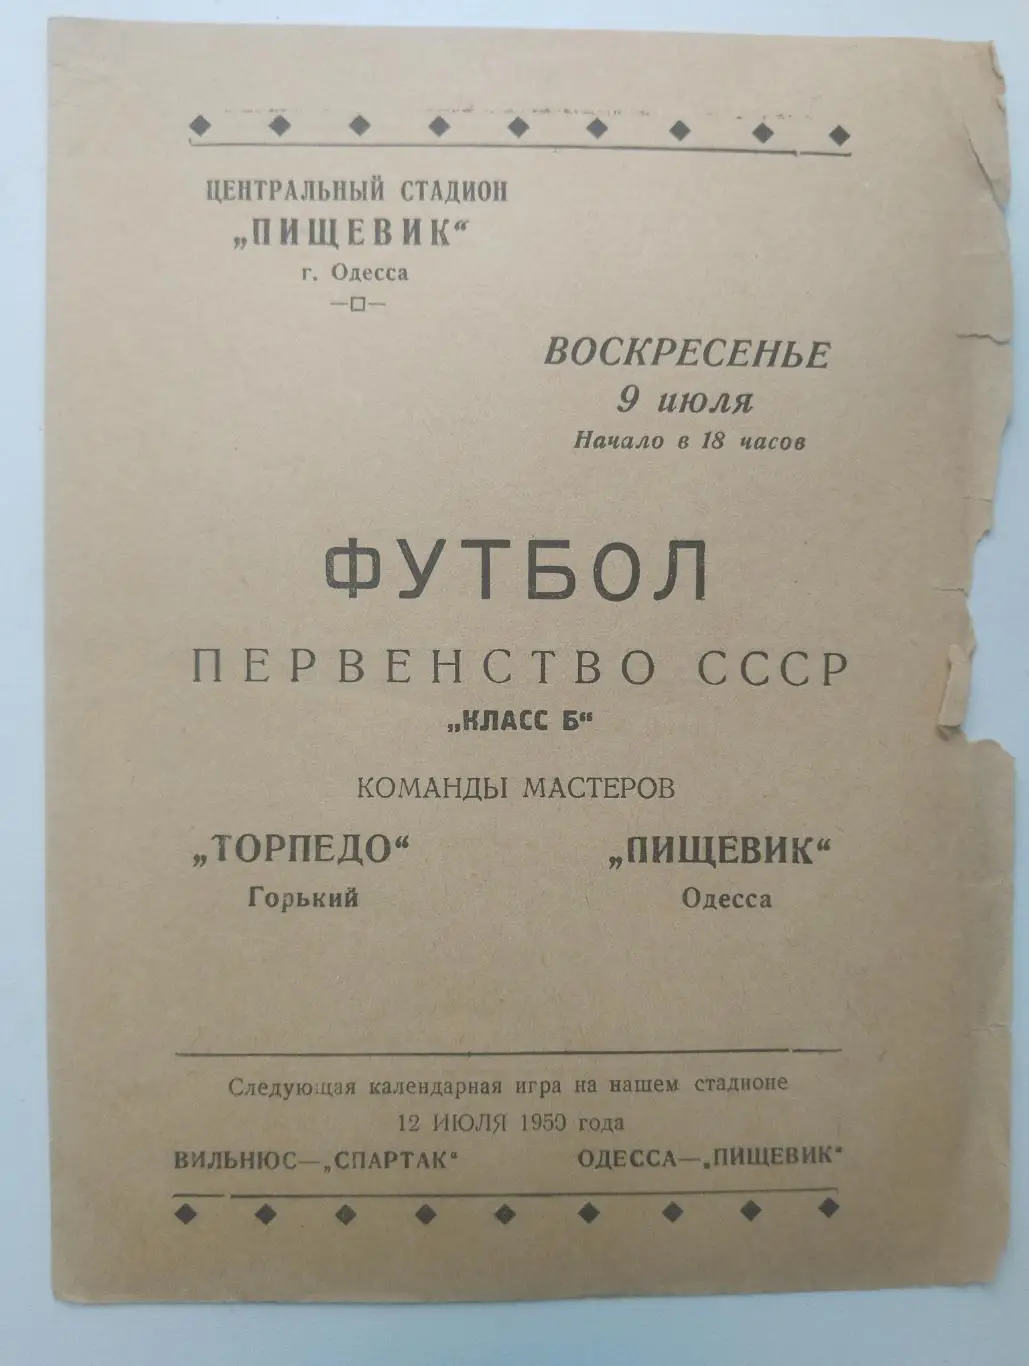 ЦЕНТРАЛЬНЫЙ СТАДИОН
„ПИЩЕВИК“
г. Одесса
ВОСКРЕСЕНЬЕ
9 июля
Начало в 18 часов
ФУТБОЛ
ПЕРВЕНСТВО СССР
„КЛАСС Б“
КОМАНДЫ МАСТЕРОВ
„ТОРПЕДО“ „ПИЩЕВИК“
Горький Одесса
Следующая календарная игра на нашем стадионе
12 ИЮЛЯ 1950 года
ВИЛЬНЮС—„СПАРТАК“ ОДЕССА—„ПИЩЕВИК“